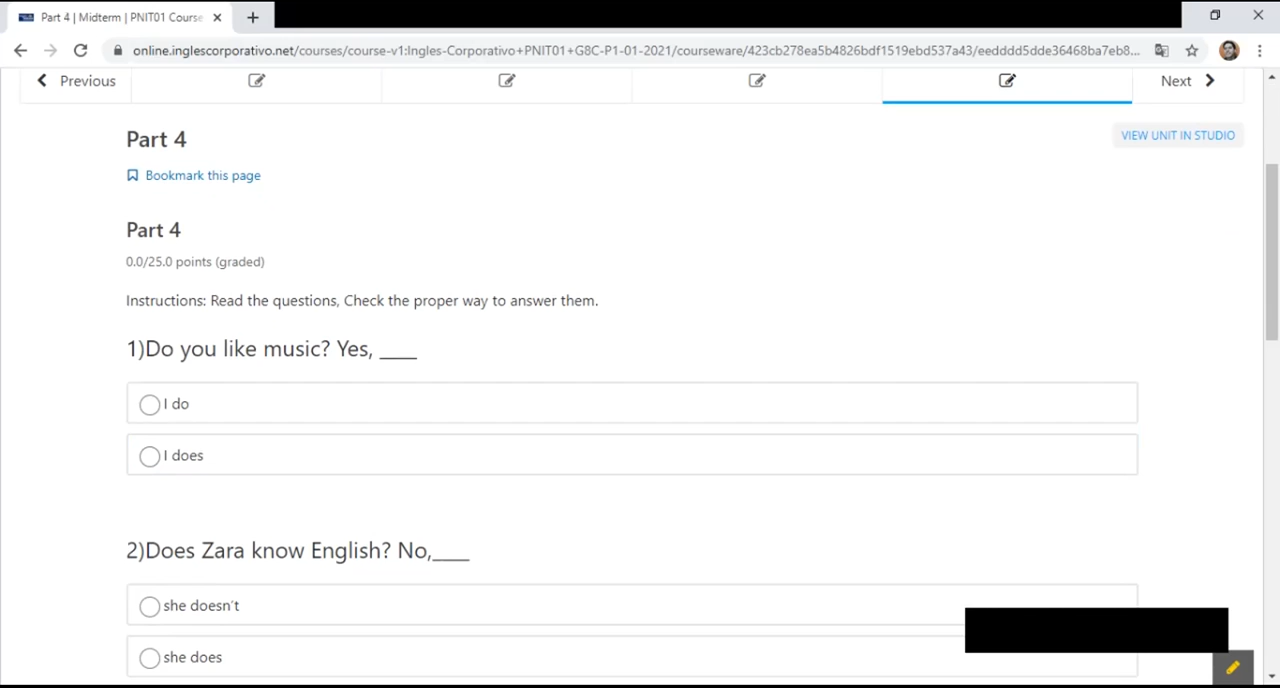 Part 4 | Midterm | PNIT01 Course
online.inglescorporativo.net/courses/course-v1:Ingles-Corporativo+PNIT01+G8C-P1-01-2021/courseware/423cb278ea5b4826bdf1519ebd537a43/eedddd5dde36468ba7eb8...
Previous
Next
Part 4
VIEW UNIT IN STUDIO
Bookmark this page
Part 4
0.0/25.0 points (graded)
Instructions: Read the questions, Check the proper way to answer them.
1)Do you like music? Yes, ____
I do
I does
2)Does Zara know English? No,____
she doesn't
she does